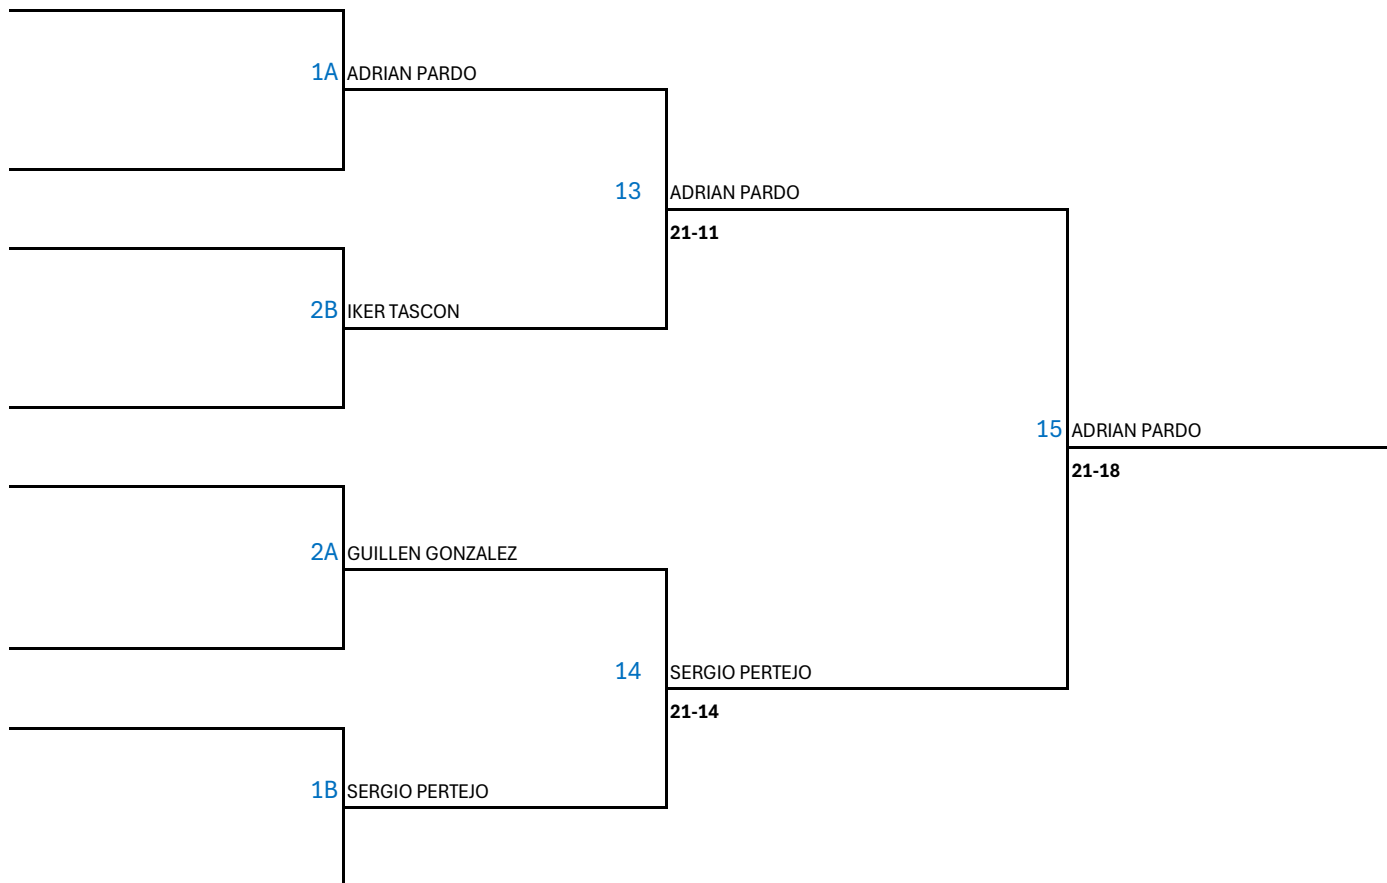 1A ADRIAN PARDO
13 ADRIAN PARDO
21-11
2B IKER TASCON
15 ADRIAN PARDO
21-18
2A GUILLEN GONZALEZ
14 SERGIO PERTEJO
21-14
1B SERGIO PERTEJO